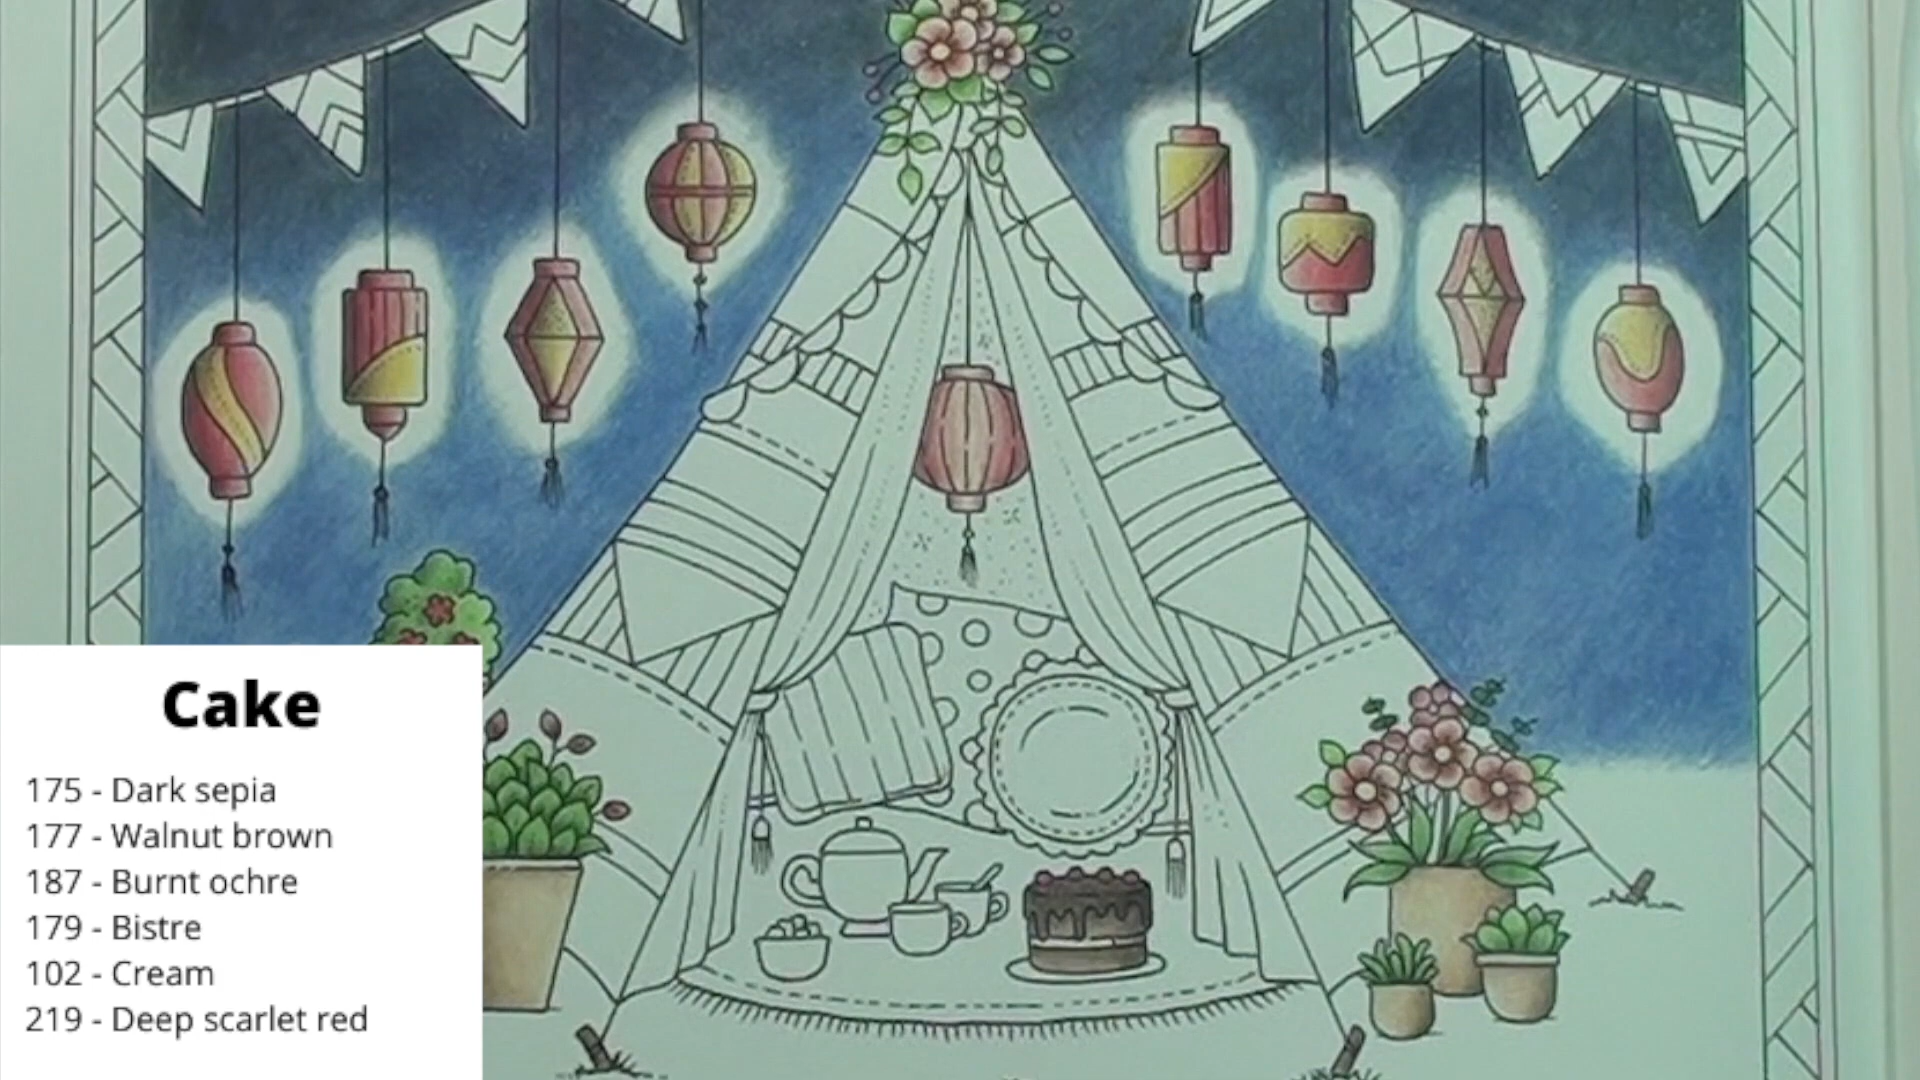 Cake
175 - Dark sepia
177 - Walnut brown
187 - Burnt ochre
179 - Bistre
102 - Cream
219 - Deep scarlet red